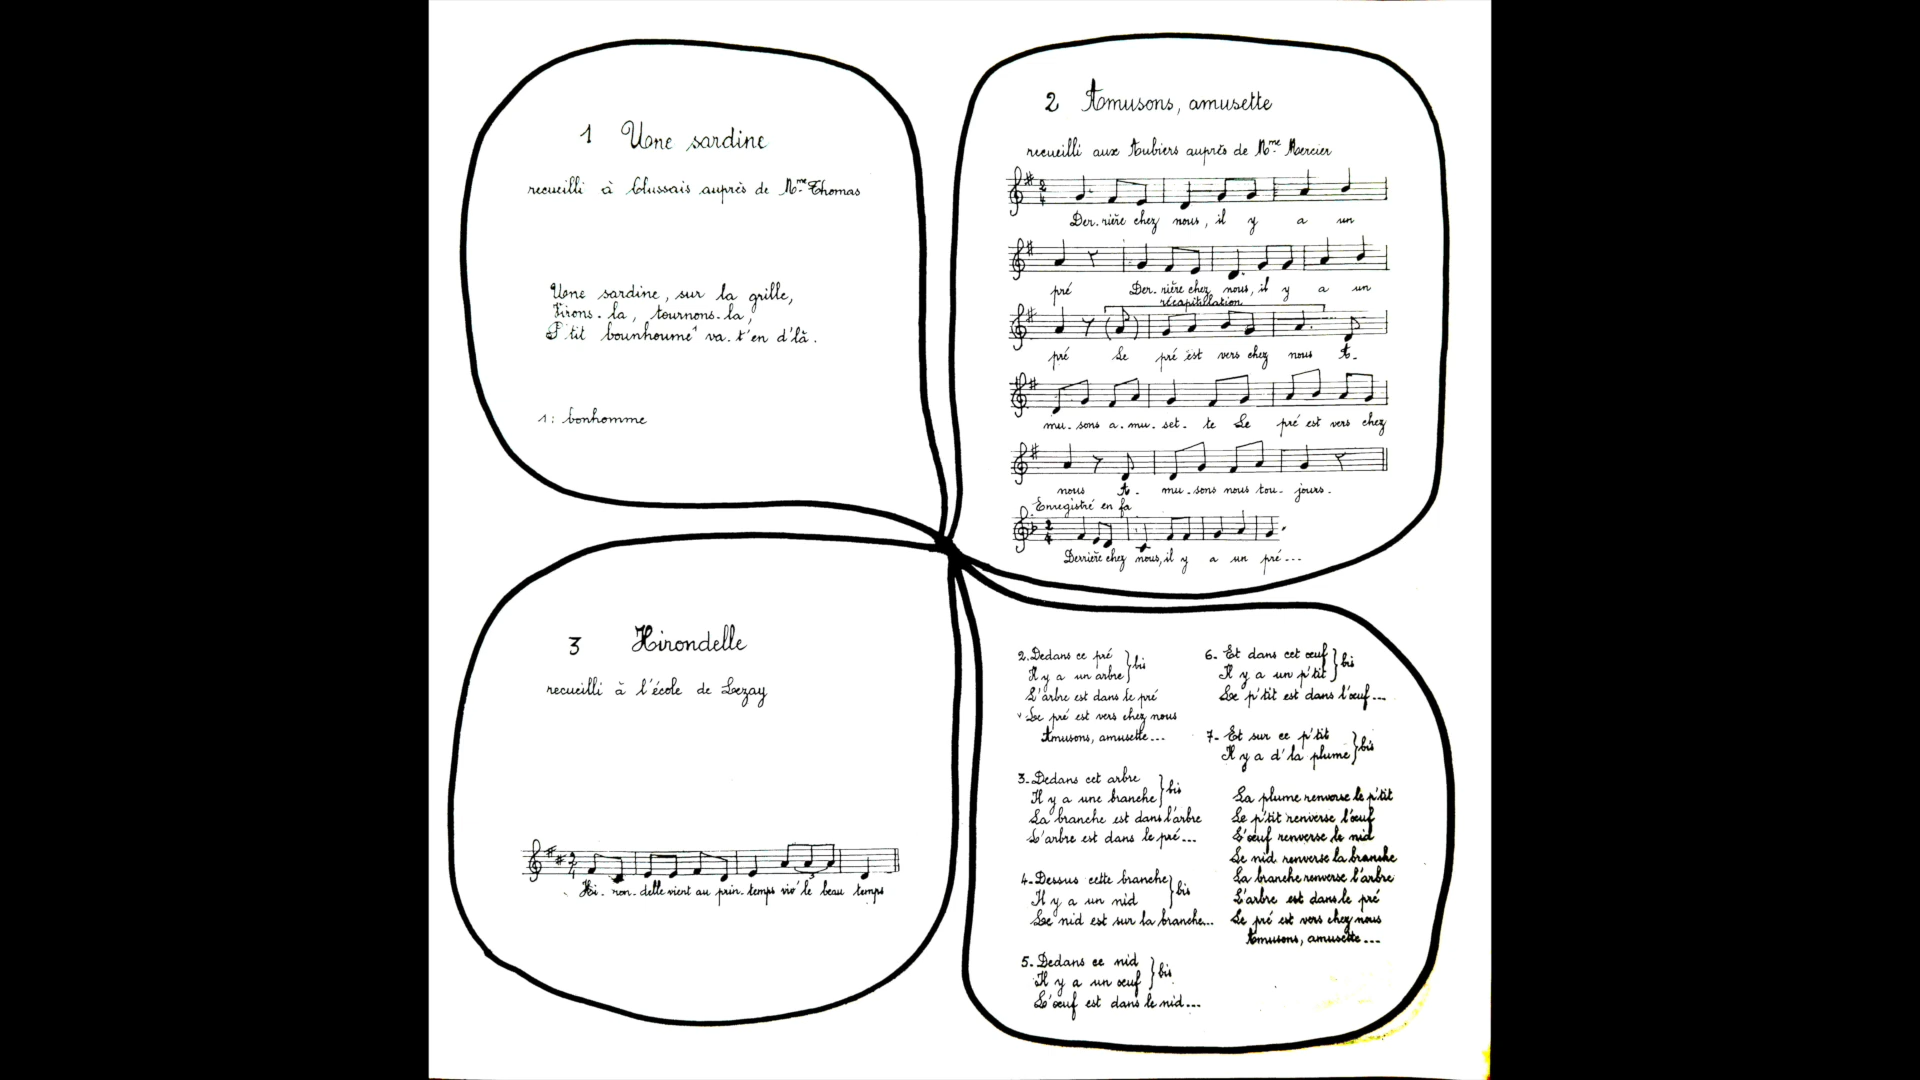 1 Une sardine
recueilli à Clussais auprès de Mme Thomas
Une sardine, sur la grille,
Virons-la, tournons-la,
P'tit bounhoume¹ va-t'en d'là.
1: bonhomme
2 Amusons, amusette
recueilli aux Aubiers auprès de Mme Mercier
Der-rière chez nous, il y a un
pré Der-rière chez nous, il y a un
récapitulation
pré Le pré est vers chez nous A-
mu-sons a-mu-set-te Le pré est vers chez
nous A-mu-sons nous tou-jours.
Enregistré en fa
Derrière chez nous, il y a un pré...
3 Hirondelle
recueilli à l'école de Lezay
Hi-ron-delle vient au prin-temps viv' le beau temps
3
2. Dedans ce pré
Il y a un arbre } bis
L'arbre est dans le pré
Le pré est vers chez nous
Amusons, amusette...
3. Dedans cet arbre
Il y a une branche } bis
La branche est dans l'arbre
L'arbre est dans le pré...
4. Dessus cette branche
Il y a un nid } bis
Le nid est sur la branche...
5. Dedans ce nid
Il y a un œuf } bis
L'œuf est dans le nid...
6. Et dans cet œuf
Il y a un p'tit } bis
Le p'tit est dans l'œuf...
7. Et sur ce p'tit
Il y a d'la plume } bis
La plume renverse le p'tit
Le p'tit renverse l'œuf
L'œuf renverse le nid
Le nid renverse la branche
La branche renverse l'arbre
L'arbre est dans le pré
Le pré est vers chez nous
Amusons, amusette...